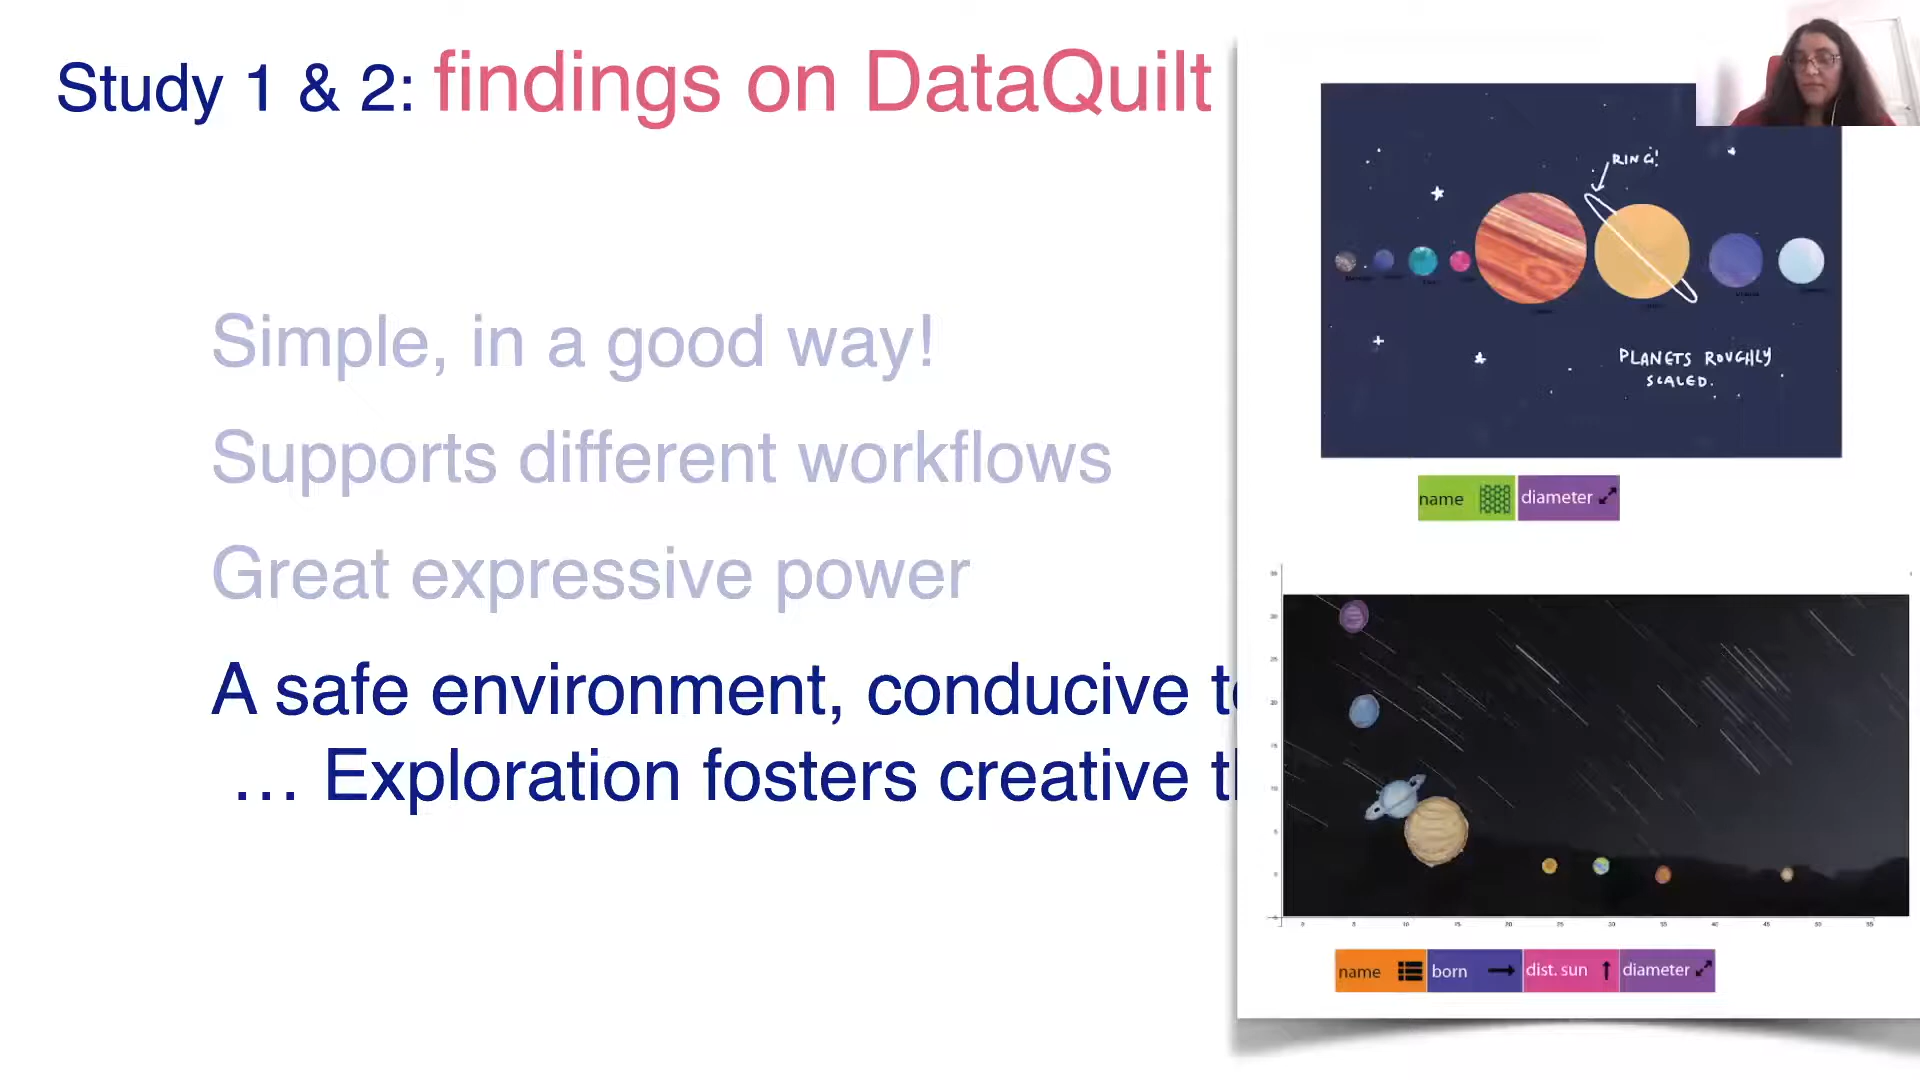 Study 1 & 2: findings on DataQuilt
Simple, in a good way!
Supports different workflows
Great expressive power
A safe environment, conducive
… Exploration fosters creative
RING!
PLANETS ROUGHLY
SCALED.
name diameter
name born dist. sun diameter